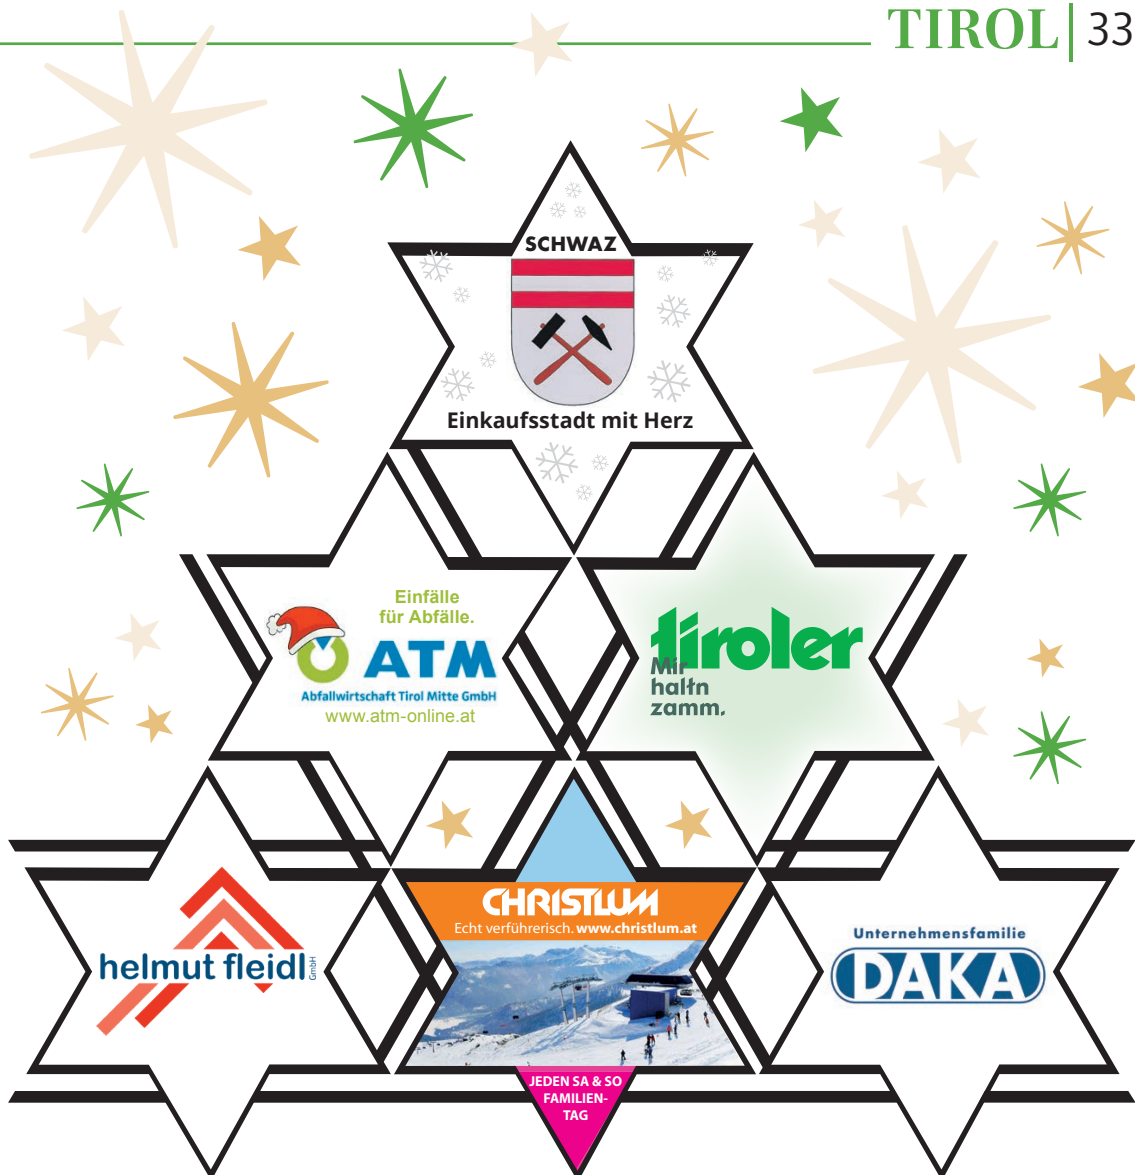 TIROL 33
SCHWAZ
Einkaufsstadt mit Herz
Einfälle
für Abfälle.
ATM
Abfallwirtschaft Tirol Mitte GmbH
www.atm-online.at
tiroler
Mir
haltn
zamm.
helmut fleidl GmbH
CHRISTLUM
Echt verführerisch. www.christlum.at
JEDEN SA & SO
FAMILIEN-
TAG
Unternehmensfamilie
DAKA